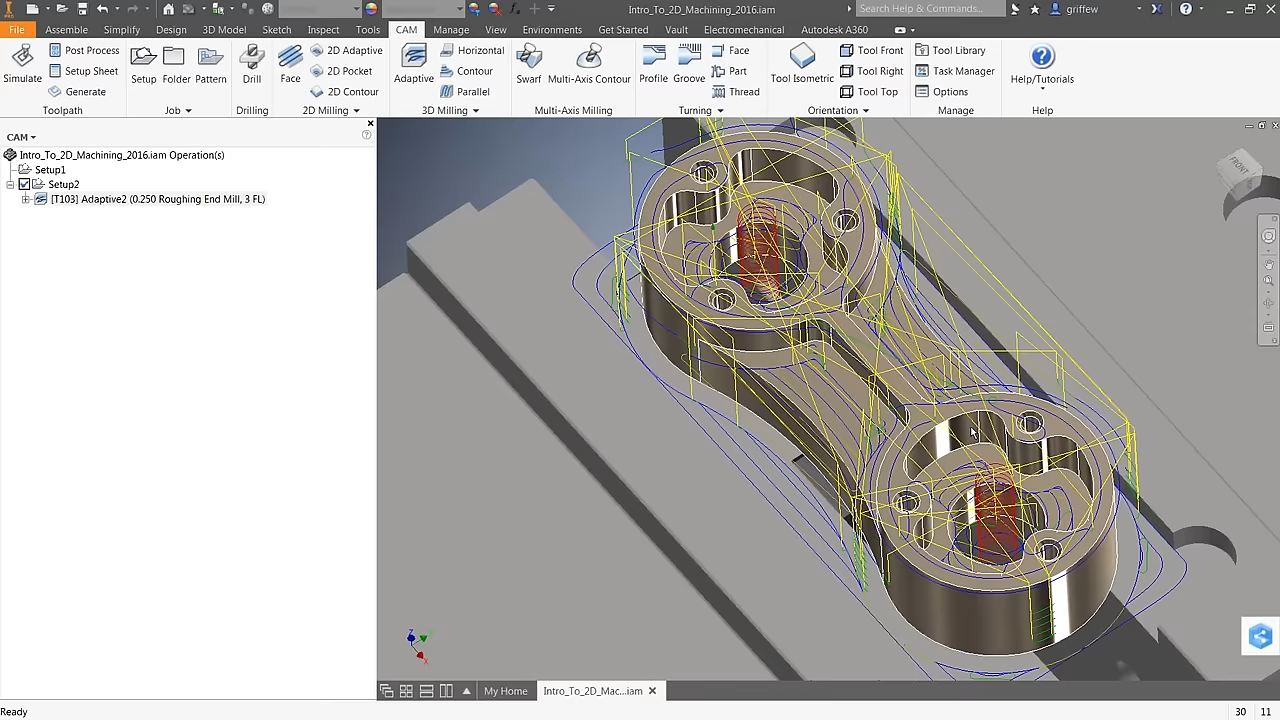 Intro_To_2D_Machining_2016.iam
Search Help & Commands...
griffew
File Assemble Simplify Design 3D Model Sketch Inspect Tools CAM Manage View Environments Get Started Vault Electromechanical Autodesk A360
Simulate
Post Process
Setup Sheet
Generate
Toolpath
Setup
Folder
Pattern
Job
Drill
Drilling
Face
2D Adaptive
2D Pocket
2D Contour
2D Milling
Adaptive
Horizontal
Contour
Parallel
3D Milling
Swarf
Multi-Axis Contour
Multi-Axis Milling
Profile
Groove
Face
Part
Thread
Turning
Tool Isometric
Tool Front
Tool Right
Tool Top
Orientation
Tool Library
Task Manager
Options
Manage
Help/Tutorials
Help
CAM
Intro_To_2D_Machining_2016.iam Operation(s)
Setup1
Setup2
[T103] Adaptive2 (0.250 Roughing End Mill, 3 FL)
FRONT
Z
X
My Home
Intro_To_2D_Mac...iam
Ready
30 11